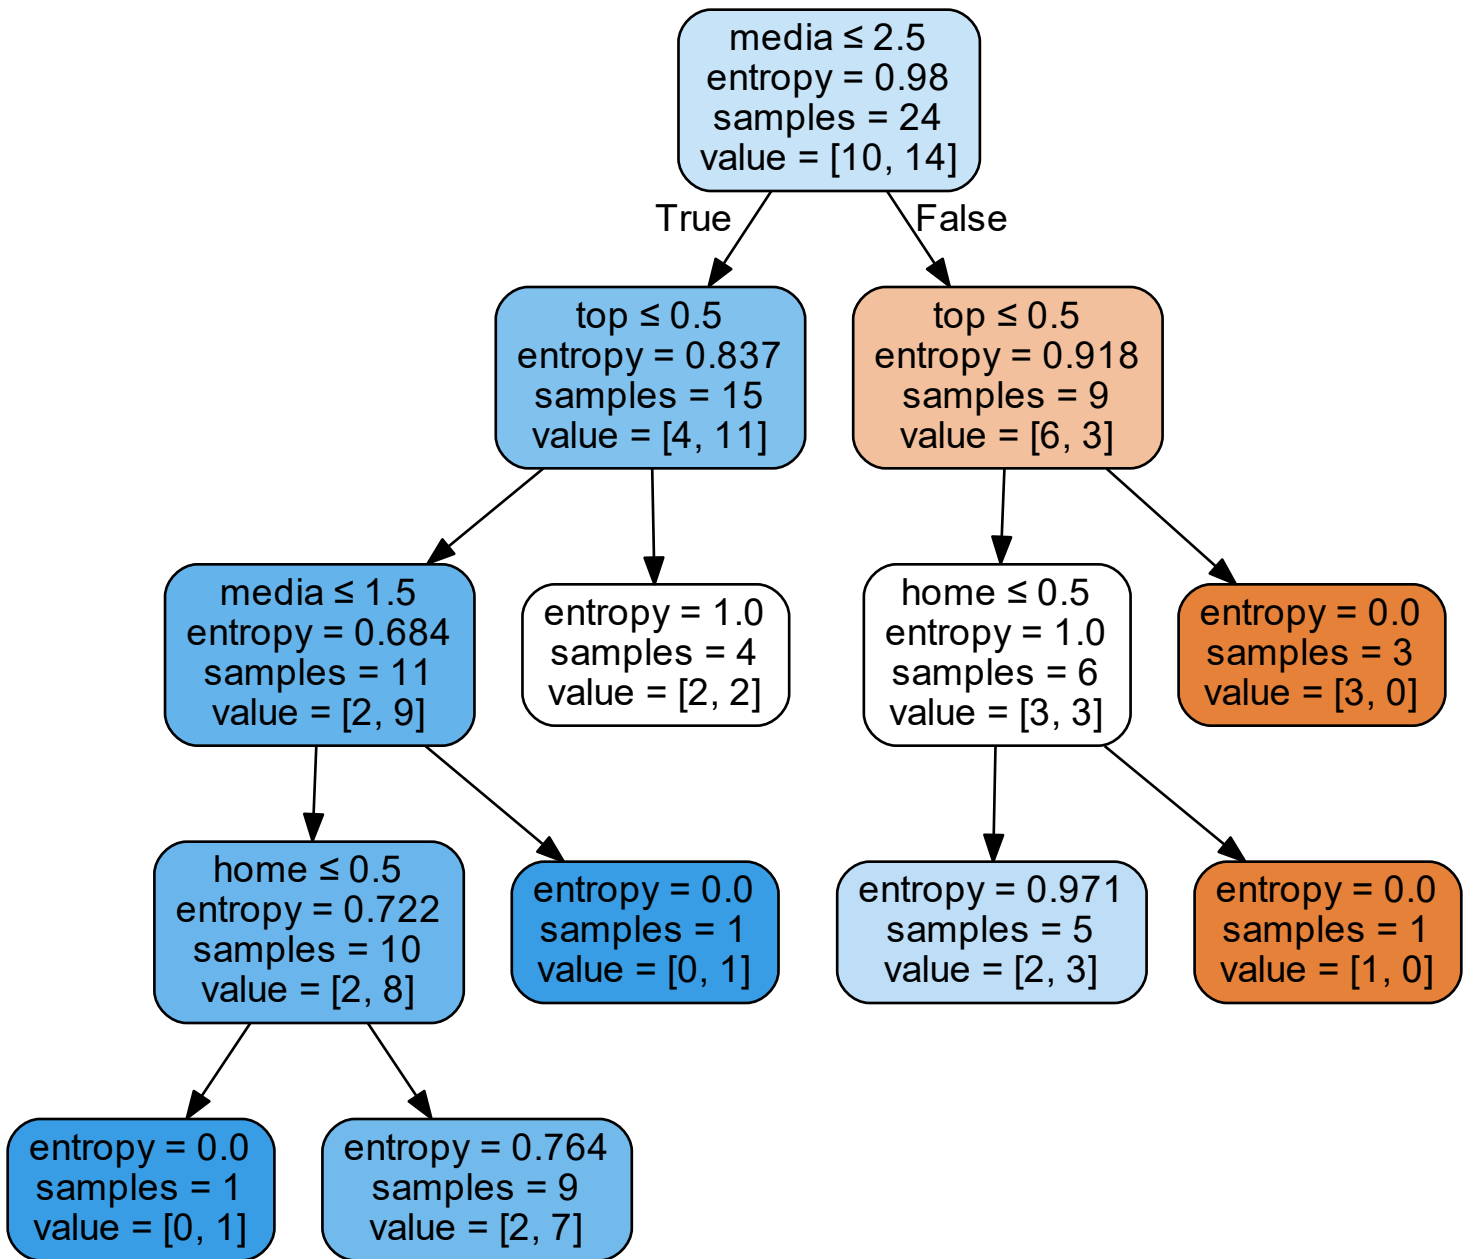 media ≤ 2.5
entropy = 0.98
samples = 24
value = [10, 14]
True
False
top ≤ 0.5
entropy = 0.837
samples = 15
value = [4, 11]
top ≤ 0.5
entropy = 0.918
samples = 9
value = [6, 3]
media ≤ 1.5
entropy = 0.684
samples = 11
value = [2, 9]
entropy = 1.0
samples = 4
value = [2, 2]
home ≤ 0.5
entropy = 1.0
samples = 6
value = [3, 3]
entropy = 0.0
samples = 3
value = [3, 0]
home ≤ 0.5
entropy = 0.722
samples = 10
value = [2, 8]
entropy = 0.0
samples = 1
value = [0, 1]
entropy = 0.971
samples = 5
value = [2, 3]
entropy = 0.0
samples = 1
value = [1, 0]
entropy = 0.0
samples = 1
value = [0, 1]
entropy = 0.764
samples = 9
value = [2, 7]